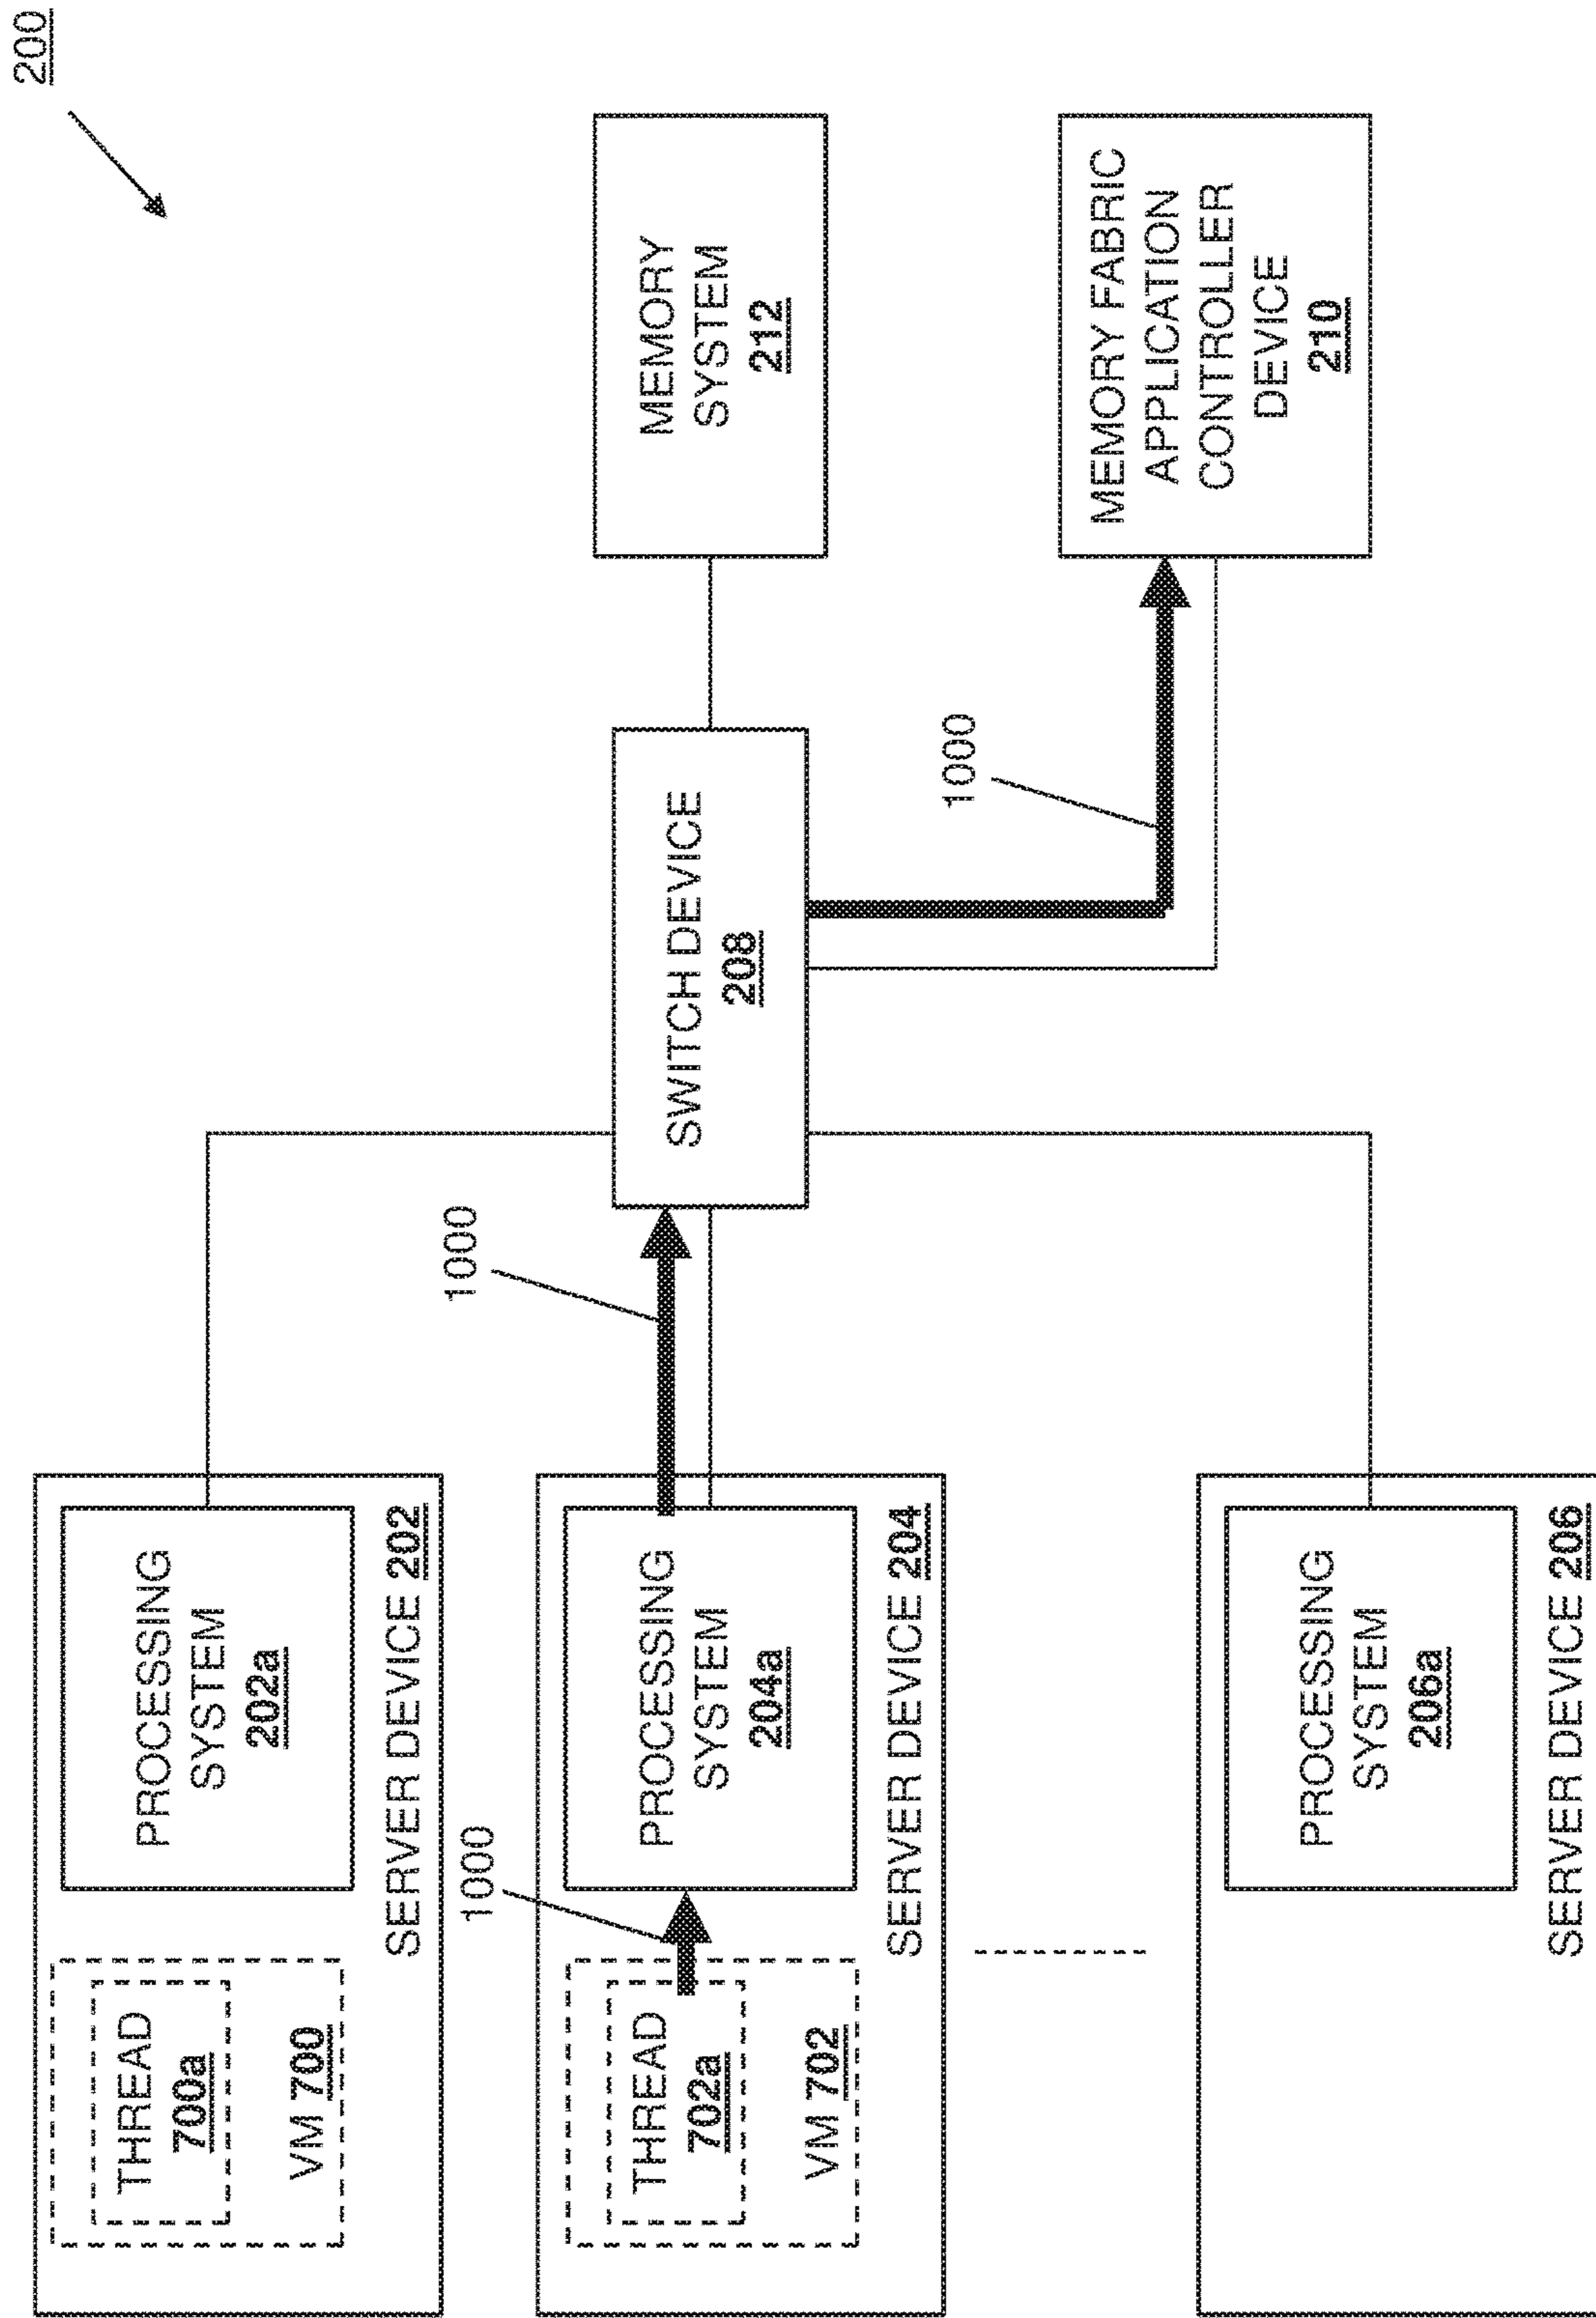 200
THREAD
700a
VM 700
PROCESSING
SYSTEM
202a
SERVER DEVICE 202
1000
THREAD
702a
VM 702
PROCESSING
SYSTEM
204a
SERVER DEVICE 204
1000
SWITCH DEVICE
208
MEMORY
SYSTEM
212
1000
MEMORY FABRIC
APPLICATION
CONTROLLER
DEVICE
210
PROCESSING
SYSTEM
206a
SERVER DEVICE 206